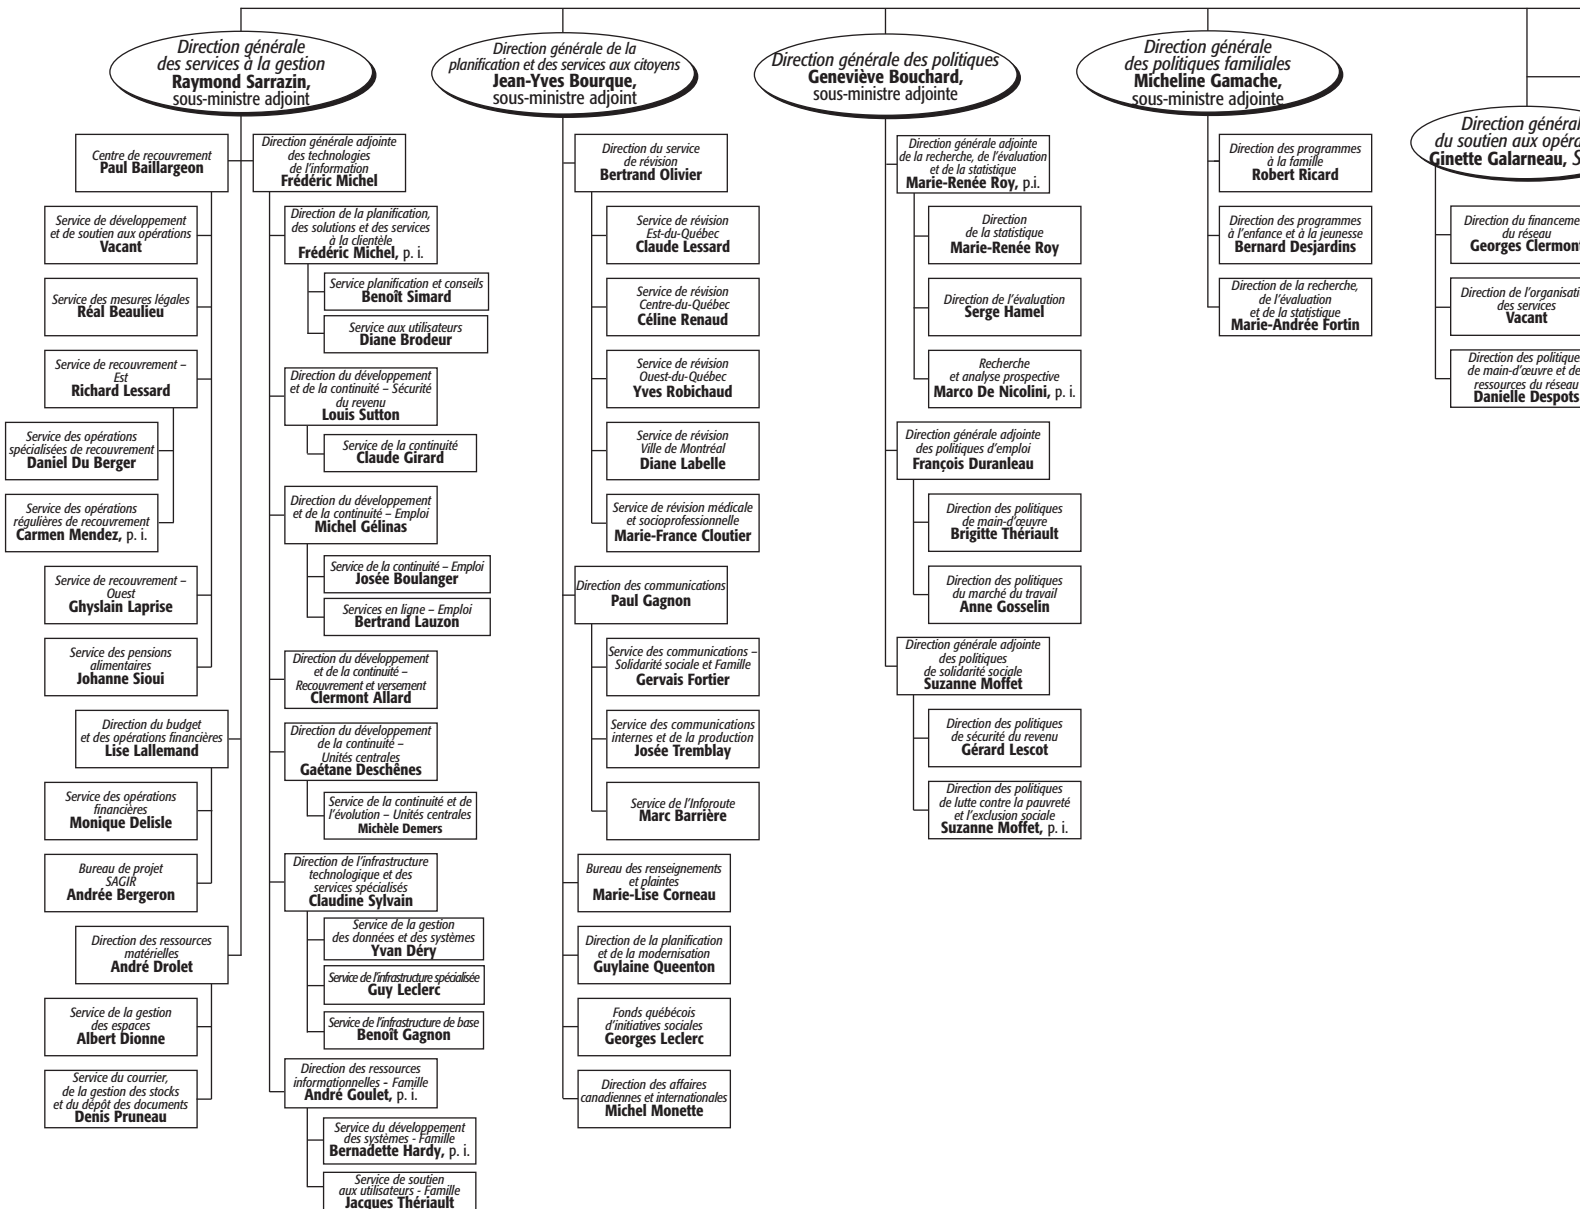 Direction générale
des services à la gestion
Raymond Sarrazin,
sous-ministre adjoint
Centre de recouvrement
Paul Baillargeon
Service de développement
et de soutien aux opérations
Vacant
Service des mesures légales
Réal Beaulieu
Service de recouvrement –
Est
Richard Lessard
Service des opérations
spécialisées de recouvrement
Daniel Du Berger
Service des opérations
régulières de recouvrement
Carmen Mendez, p. i.
Service de recouvrement –
Ouest
Ghyslain Laprise
Service des pensions
alimentaires
Johanne Sioui
Direction du budget
et des opérations financières
Lise Lallemand
Service des opérations
financières
Monique Delisle
Bureau de projet
SAGIR
Andrée Bergeron
Direction des ressources
matérielles
André Drolet
Service de la gestion
des espaces
Albert Dionne
Service du courrier,
de la gestion des stocks
et du dépôt des documents
Denis Pruneau
Direction générale adjointe
des technologies
de l'information
Frédéric Michel
Direction de la planification,
des solutions et des services
à la clientèle
Frédéric Michel, p. i.
Service planification et conseils
Benoît Simard
Service aux utilisateurs
Diane Brodeur
Direction du développement
et de la continuité – Sécurité
du revenu
Louis Sutton
Service de la continuité
Claude Girard
Direction du développement
et de la continuité – Emploi
Michel Gélinas
Service de la continuité – Emploi
Josée Boulanger
Services en ligne – Emploi
Bertrand Lauzon
Direction du développement
et de la continuité –
Recouvrement et versement
Clermont Allard
Direction du développement
de la continuité –
Unités centrales
Gaétane Deschênes
Service de la continuité et de
l'évolution – Unités centrales
Michèle Demers
Direction de l'infrastructure
technologique et des
services spécialisés
Claudine Sylvain
Service de la gestion
des données et des systèmes
Yvan Déry
Service de l'infrastructure spécialisée
Guy Leclerc
Service de l'infrastructure de base
Benoît Gagnon
Direction des ressources
informationnelles - Famille
André Goulet, p. i.
Service du développement
des systèmes - Famille
Bernadette Hardy, p. i.
Service de soutien
aux utilisateurs - Famille
Jacques Thériault
Direction générale de la
planification et des services aux citoyens
Jean-Yves Bourque,
sous-ministre adjoint
Direction du service
de révision
Bertrand Olivier
Service de révision
Est-du-Québec
Claude Lessard
Service de révision
Centre-du-Québec
Céline Renaud
Service de révision
Ouest-du-Québec
Yves Robichaud
Service de révision
Ville de Montréal
Diane Labelle
Service de révision médicale
et socioprofessionnelle
Marie-France Cloutier
Direction des communications
Paul Gagnon
Service des communications –
Solidarité sociale et Famille
Gervais Fortier
Service des communications
internes et de la production
Josée Tremblay
Service de l'Inforoute
Marc Barrière
Bureau des renseignements
et plaintes
Marie-Lise Corneau
Direction de la planification
et de la modernisation
Guylaine Queenton
Fonds québécois
d'initiatives sociales
Georges Leclerc
Direction des affaires
canadiennes et internationales
Michel Monette
Direction générale des politiques
Geneviève Bouchard,
sous-ministre adjointe
Direction générale adjointe
de la recherche, de l'évaluation
et de la statistique
Marie-Renée Roy, p.i.
Direction
de la statistique
Marie-Renée Roy
Direction de l'évaluation
Serge Hamel
Recherche
et analyse prospective
Marco De Nicolini, p. i.
Direction générale adjointe
des politiques d'emploi
François Duranleau
Direction des politiques
de main-d'œuvre
Brigitte Thériault
Direction des politiques
du marché du travail
Anne Gosselin
Direction générale adjointe
des politiques
de solidarité sociale
Suzanne Moffet
Direction des politiques
de sécurité du revenu
Gérard Lescot
Direction des politiques
de lutte contre la pauvreté
et l'exclusion sociale
Suzanne Moffet, p. i.
Direction générale
des politiques familiales
Micheline Gamache,
sous-ministre adjointe
Direction des programmes
à la famille
Robert Ricard
Direction des programmes
à l'enfance et à la jeunesse
Bernard Desjardins
Direction de la recherche,
de l'évaluation
et de la statistique
Marie-Andrée Fortin
Direction général
du soutien aux opéra
Ginette Galarneau, S
Direction du financeme
du réseau
Georges Clermont
Direction de l'organisatio
des services
Vacant
Direction des politique
de main-d'œuvre et de
ressources du réseau
Danielle Despots